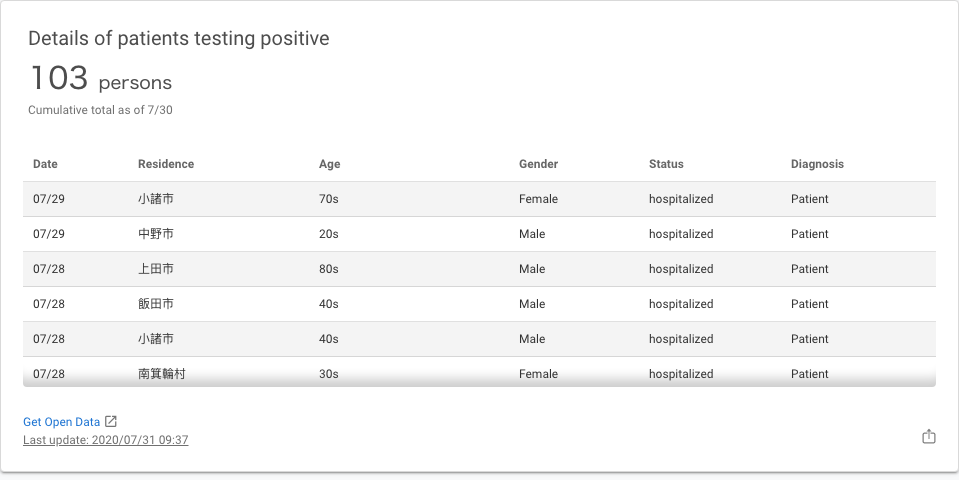 Details of patients testing positive
103 persons
Cumulative total as of 7/30
Date Residence Age Gender Status Diagnosis
07/29 小諸市 70s Female hospitalized Patient
07/29 中野市 20s Male hospitalized Patient
07/28 上田市 80s Male hospitalized Patient
07/28 飯田市 40s Male hospitalized Patient
07/28 小諸市 40s Male hospitalized Patient
07/28 南箕輪村 30s Female hospitalized Patient
Get Open Data
Last update: 2020/07/31 09:37